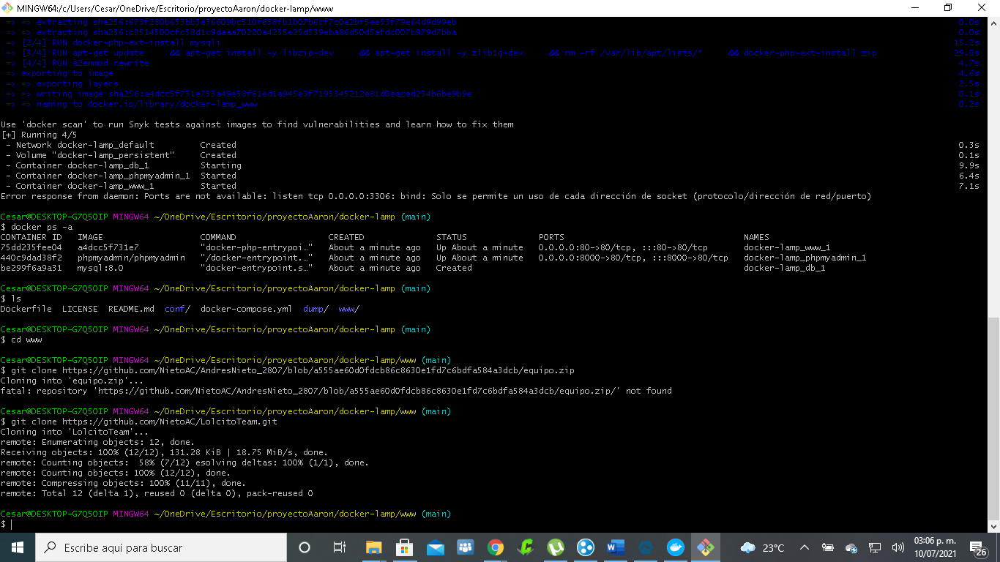 MINGW64:/c/Users/Cesar/OneDrive/Escritorio/proyectoAaron/docker-lamp/www
0.0s
=> => extracting 0.0s
=> [2/4] RUN docker-php-ext-install mysqli 15.2s
=> [3/4] RUN apt-get update && apt-get install -y libzip-dev && apt-get install -y zlib1g-dev && rm -rf /var/lib/apt/lists/* && docker-php-ext-install zip 29.0s
=> [4/4] RUN a2enmod rewrite 4.7s
=> exporting to image 4.6s
=> => exporting layers 2.5s
=> => writing image 0.1s
=> => naming to docker.io/library/docker-lamp_www 0.2s
Use 'docker scan' to run Snyk tests against images to find vulnerabilities and learn how to fix them
[+] Running 4/5
- Network docker-lamp_default Created 0.3s
- Volume "docker-lamp_persistent" Created 0.1s
- Container docker-lamp_db_1 Starting 9.9s
- Container docker-lamp_phpmyadmin_1 Started 6.4s
- Container docker-lamp_www_1 Started 7.1s
Error response from daemon: Ports are not available: listen tcp 0.0.0.0:3306: bind: Solo se permite un uso de cada dirección de socket (protocolo/dirección de red/puerto)
Cesar@DESKTOP-G7Q5OIP MINGW64 ~/OneDrive/Escritorio/proyectoAaron/docker-lamp (main)
$ docker ps -a
CONTAINER ID IMAGE COMMAND CREATED STATUS PORTS NAMES
75dd235fee04 a4dcc5f731e7 "docker-php-entrypoi…" About a minute ago Up About a minute 0.0.0.0:80->80/tcp, :::80->80/tcp docker-lamp_www_1
440c9dad38f2 phpmyadmin/phpmyadmin "/docker-entrypoint.…" About a minute ago Up About a minute 0.0.0.0:8000->80/tcp, :::8000->80/tcp docker-lamp_phpmyadmin_1
be299f6a9a31 mysql:8.0 "docker-entrypoint.s…" About a minute ago Created docker-lamp_db_1
Cesar@DESKTOP-G7Q5OIP MINGW64 ~/OneDrive/Escritorio/proyectoAaron/docker-lamp (main)
$ ls
Dockerfile LICENSE README.md conf/ docker-compose.yml dump/ www/
Cesar@DESKTOP-G7Q5OIP MINGW64 ~/OneDrive/Escritorio/proyectoAaron/docker-lamp (main)
$ cd www
Cesar@DESKTOP-G7Q5OIP MINGW64 ~/OneDrive/Escritorio/proyectoAaron/docker-lamp/www (main)
$ git clone https://github.com/NietoAC/AndresNieto_2807/blob/a555ae60d0fdcb86c8630e1fd7c6bdfa584a3dcb/equipo.zip
Cloning into 'equipo.zip'...
fatal: repository 'https://github.com/NietoAC/AndresNieto_2807/blob/a555ae60d0fdcb86c8630e1fd7c6bdfa584a3dcb/equipo.zip/' not found
Cesar@DESKTOP-G7Q5OIP MINGW64 ~/OneDrive/Escritorio/proyectoAaron/docker-lamp/www (main)
$ git clone https://github.com/NietoAC/LolcitoTeam.git
Cloning into 'LolcitoTeam'...
remote: Enumerating objects: 12, done.
Receiving objects: 100% (12/12), 131.28 KiB | 18.75 MiB/s, done.
remote: Counting objects: 58% (7/12) esolving deltas: 100% (1/1), done.
remote: Counting objects: 100% (12/12), done.
remote: Compressing objects: 100% (11/11), done.
remote: Total 12 (delta 1), reused 0 (delta 0), pack-reused 0
Cesar@DESKTOP-G7Q5OIP MINGW64 ~/OneDrive/Escritorio/proyectoAaron/docker-lamp/www (main)
$
Escribe aquí para buscar
23°C
03:06 p. m.
10/07/2021
26